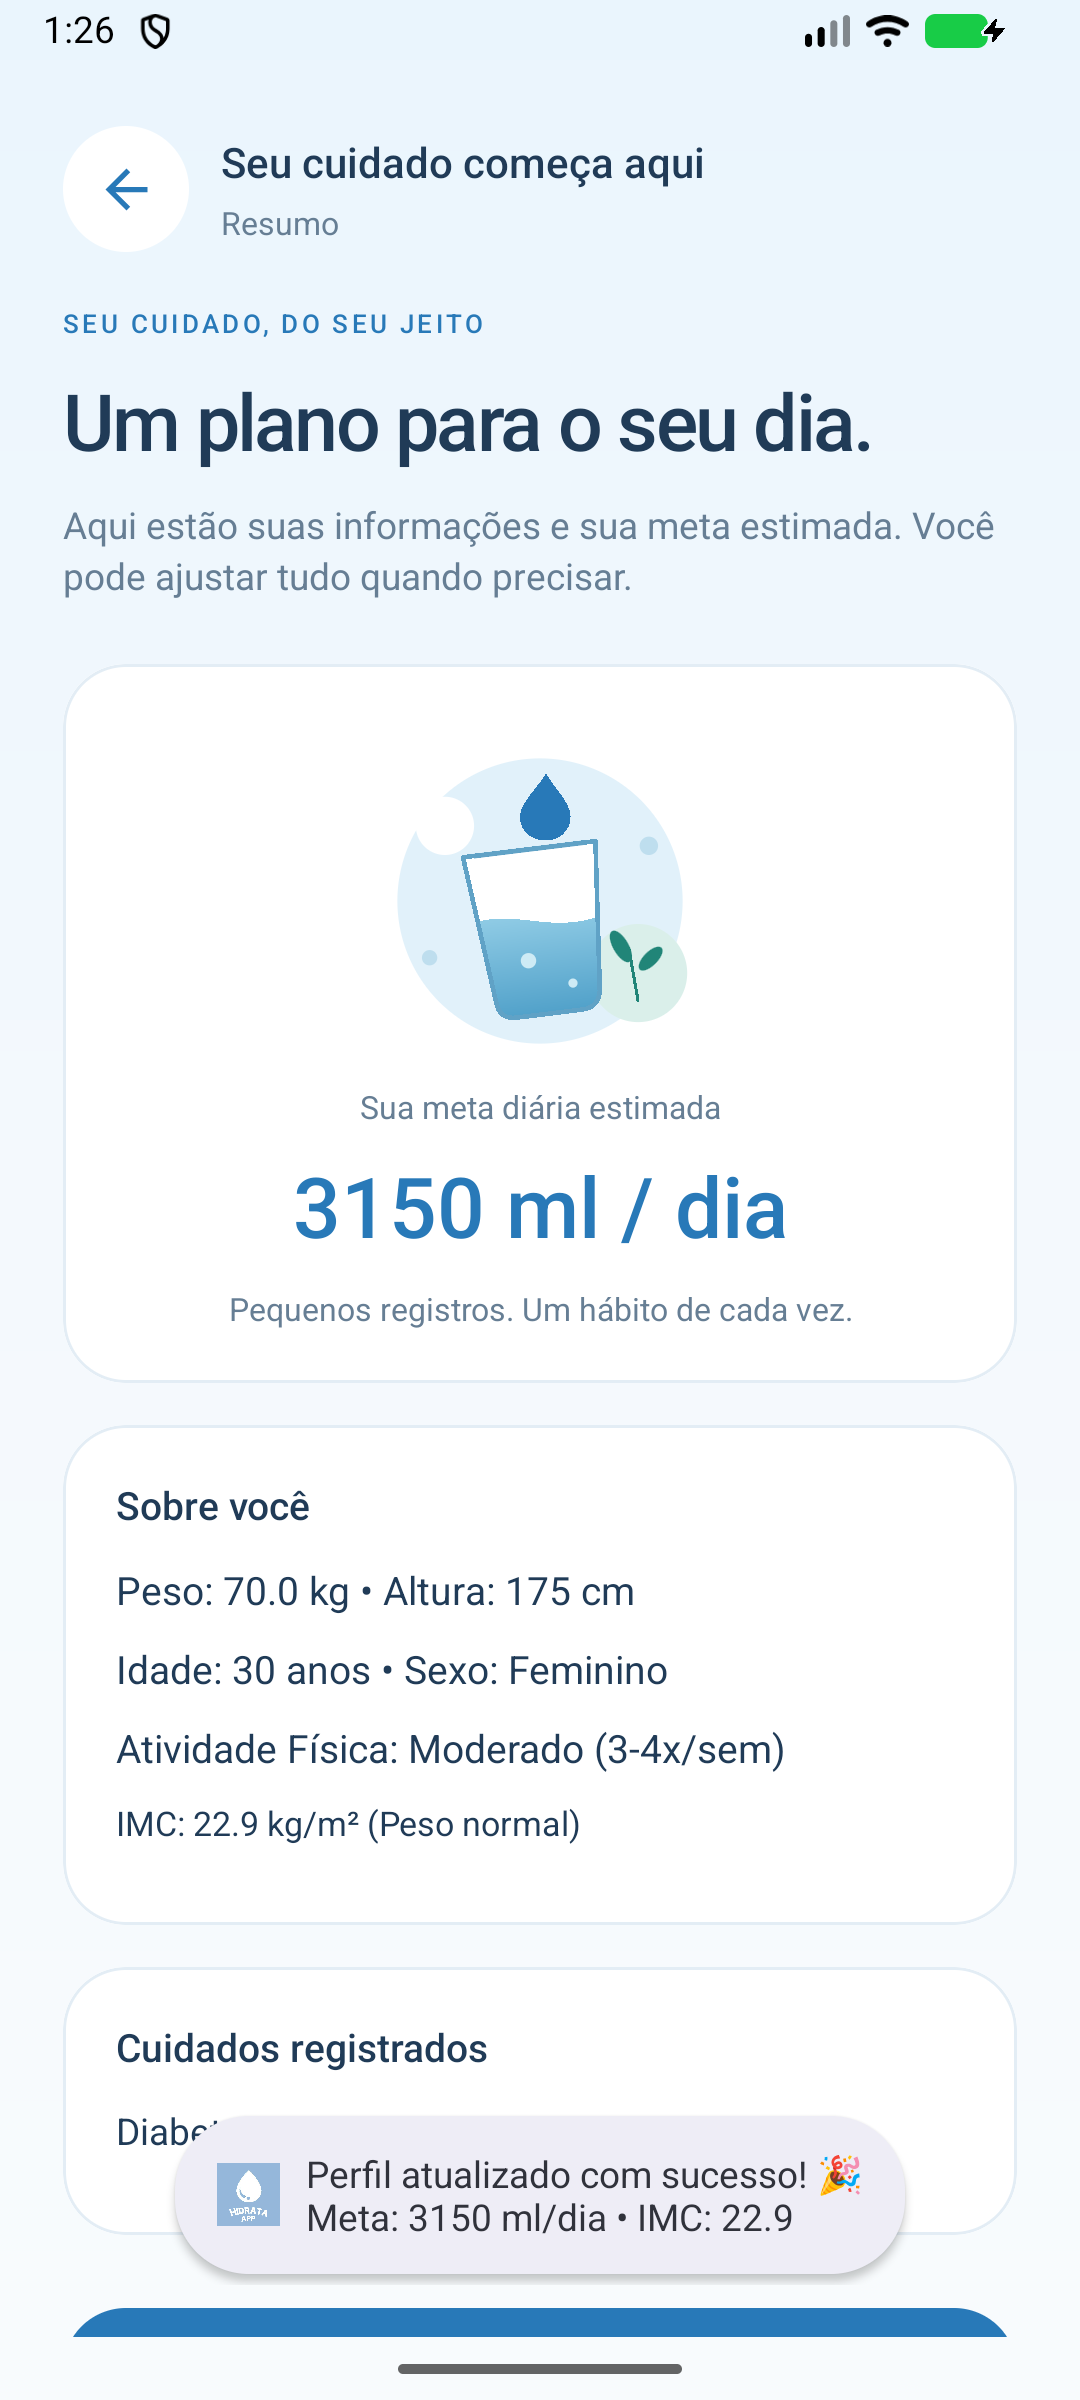 1:26
Seu cuidado começa aqui
Resumo
SEU CUIDADO, DO SEU JEITO
Um plano para o seu dia.
Aqui estão suas informações e sua meta estimada. Você
pode ajustar tudo quando precisar.
Sua meta diária estimada
3150 ml / dia
Pequenos registros. Um hábito de cada vez.
Sobre você
Peso: 70.0 kg • Altura: 175 cm
Idade: 30 anos • Sexo: Feminino
Atividade Física: Moderado (3-4x/sem)
IMC: 22.9 kg/m² (Peso normal)
Cuidados registrados
HIDRATA
APP
Perfil atualizado com sucesso! 🎉
Meta: 3150 ml/dia • IMC: 22.9